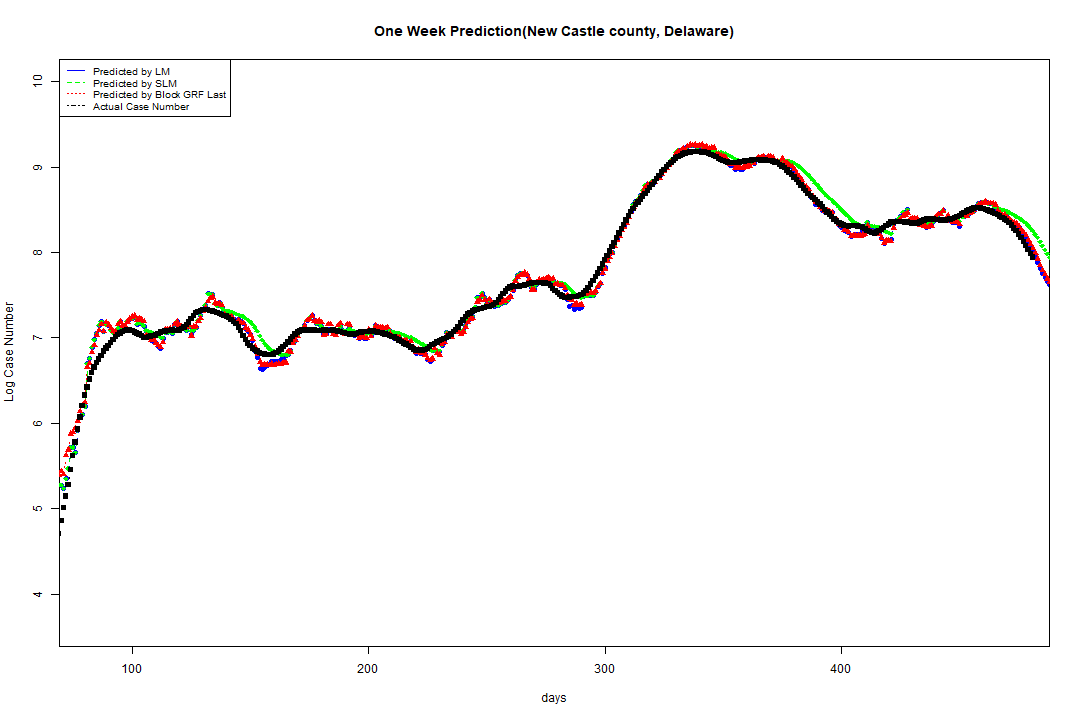 One Week Prediction(New Castle county, Delaware)
Predicted by LM
Predicted by SLM
Predicted by Block GRF Last
Actual Case Number
10
9
8
7
6
5
4
Log Case Number
100 200 300 400
days